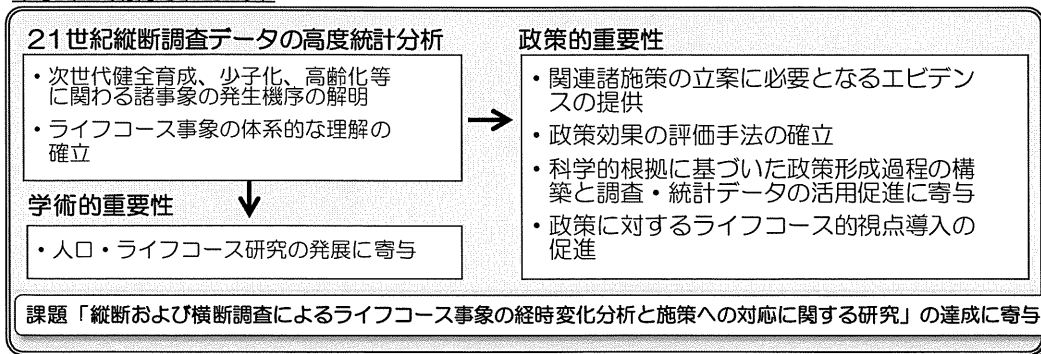 21世紀縦断調査データの高度統計分析
・次世代健全育成、少子化、高齢化等
に関わる諸事象の発生機序の解明
・ライフコース事象の体系的な理解の
確立
学術的重要性
・人口・ライフコース研究の発展に寄与
政策的重要性
・関連諸施策の立案に必要となるエビデン
スの提供
・政策効果の評価手法の確立
・科学的根拠に基づいた政策形成過程の構
築と調査・統計データの活用促進に寄与
・政策に対するライフコース的視点導入の
促進
課題「縦断および横断調査によるライフコース事象の経時変化分析と施策への対応に関する研究」の達成に寄与